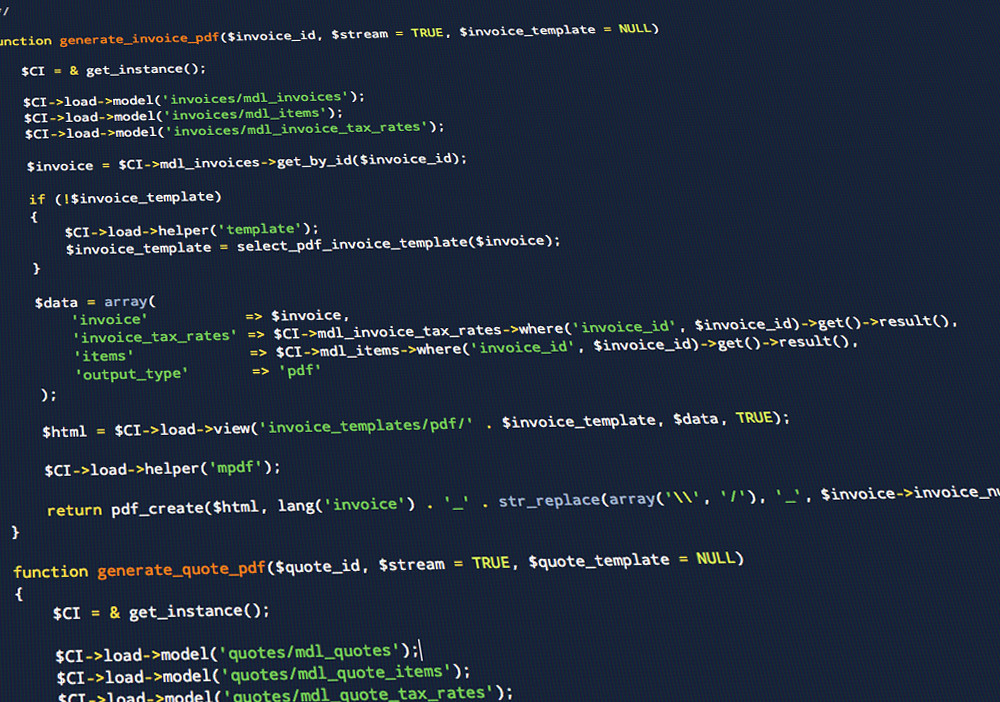 */
function generate_invoice_pdf($invoice_id, $stream = TRUE, $invoice_template = NULL)
$CI = & get_instance();
$CI->load->model('invoices/mdl_invoices');
$CI->load->model('invoices/mdl_items');
$CI->load->model('invoices/mdl_invoice_tax_rates');
$invoice = $CI->mdl_invoices->get_by_id($invoice_id);
if (!$invoice_template)
{
$CI->load->helper('template');
$invoice_template = select_pdf_invoice_template($invoice);
}
$data = array(
'invoice' => $invoice,
'invoice_tax_rates' => $CI->mdl_invoice_tax_rates->where('invoice_id', $invoice_id)->get()->result(),
'items' => $CI->mdl_items->where('invoice_id', $invoice_id)->get()->result(),
'output_type' => 'pdf'
);
$html = $CI->load->view('invoice_templates/pdf/' . $invoice_template, $data, TRUE);
$CI->load->helper('mpdf');
return pdf_create($html, lang('invoice') . '_' . str_replace(array('\\', '/'), '_', $invoice->invoice_nu
}
function generate_quote_pdf($quote_id, $stream = TRUE, $quote_template = NULL)
{
$CI = & get_instance();
$CI->load->model('quotes/mdl_quotes');
$CI->load->model('quotes/mdl_quote_items');
$CI->load->model('quotes/mdl_quote_tax_rates');